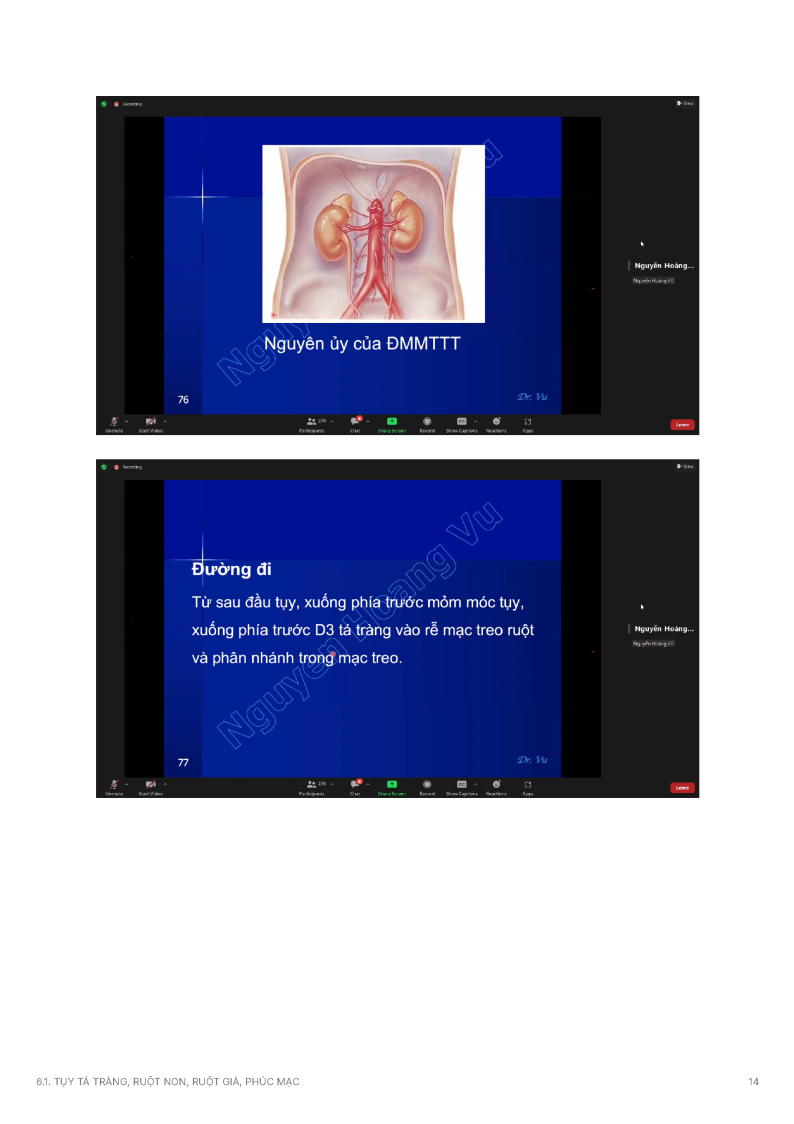 Recording
View
Nguyen Hoang Vu
Nguyên ủy của ĐMMTTT
76
Dr. Vu
Nguyễn Hoàng...
Nguyễn Hoàng Vũ
Unmute
Start Video
Participants
270
Chat
Share Screen
Record
Show Captions
Reactions
Apps
Leave
Recording
View
Nguyen Hoang Vu
Đường đi
Từ sau đầu tụy, xuống phía trước mỏm móc tụy,
xuống phía trước D3 tá tràng vào rễ mạc treo ruột
và phân nhánh trong mạc treo.
77
Dr. Vu
Nguyễn Hoàng...
Nguyễn Hoàng Vũ
Unmute
Start Video
Participants
270
Chat
Share Screen
Record
Show Captions
Reactions
Apps
Leave
6.1. TỤY TÁ TRÀNG, RUỘT NON, RUỘT GIÀ, PHÚC MẠC
14